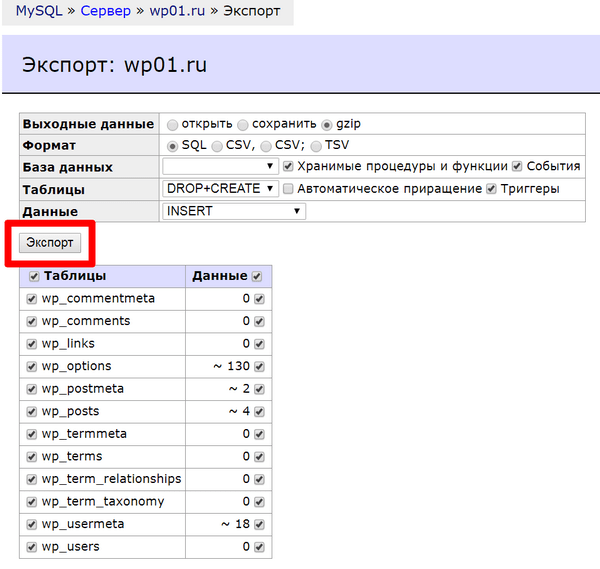 MySQL » Сервер » wp01.ru » Экспорт
Экспорт: wp01.ru
Выходные данные открыть сохранить gzip
Формат SQL CSV, CSV; TSV
База данных Хранимые процедуры и функции События
Таблицы DROP+CREATE Автоматическое приращение Триггеры
Данные INSERT
Экспорт
Таблицы Данные
wp_commentmeta 0
wp_comments 0
wp_links 0
wp_options ~ 130
wp_postmeta ~ 2
wp_posts ~ 4
wp_termmeta 0
wp_terms 0
wp_term_relationships 0
wp_term_taxonomy 0
wp_usermeta ~ 18
wp_users 0